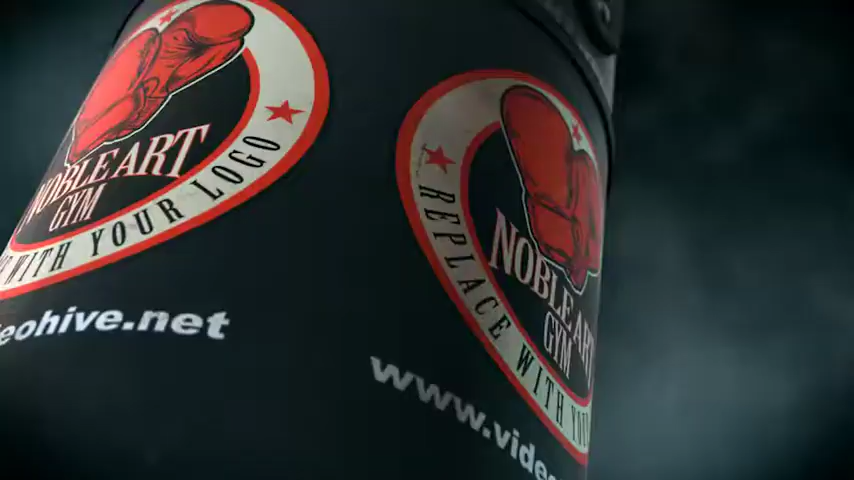 NOBLE ART
GYM
WITH YOUR LOGO
eohive.net
REPLACE WITH YOU
NOBLE ART
GYM
www.vide